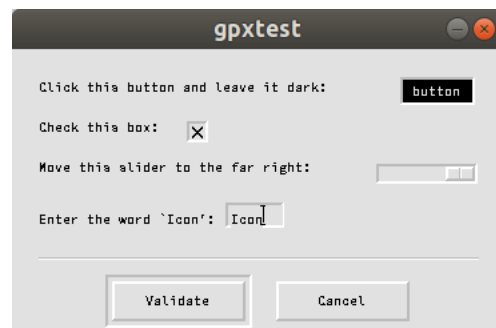 gpxtest
Click this button and leave it dark: button
Check this box:
Move this slider to the far right:
Enter the word `Icon': Icon
Validate Cancel